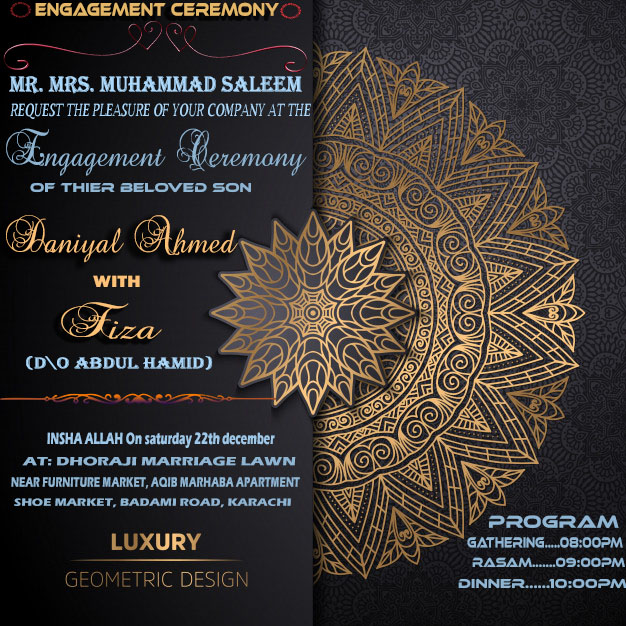 ENGAGEMENT CEREMONY
MR. MRS. MUHAMMAD SALEEM
REQUEST THE PLEASURE OF YOUR COMPANY AT THE
Engagement Ceremony
OF THIER BELOVED SON
Daniyal Ahmed
WITH
Fiza
(D\O ABDUL HAMID)
INSHA ALLAH On saturday 22th december
AT: DHORAJI MARRIAGE LAWN
NEAR FURNITURE MARKET, AQIB MARHABA APARTMENT
SHOE MARKET, BADAMI ROAD, KARACHI
LUXURY
GEOMETRIC DESIGN
PROGRAM
GATHERING.....08:00PM
RASAM.......09:00PM
DINNER......10:00PM